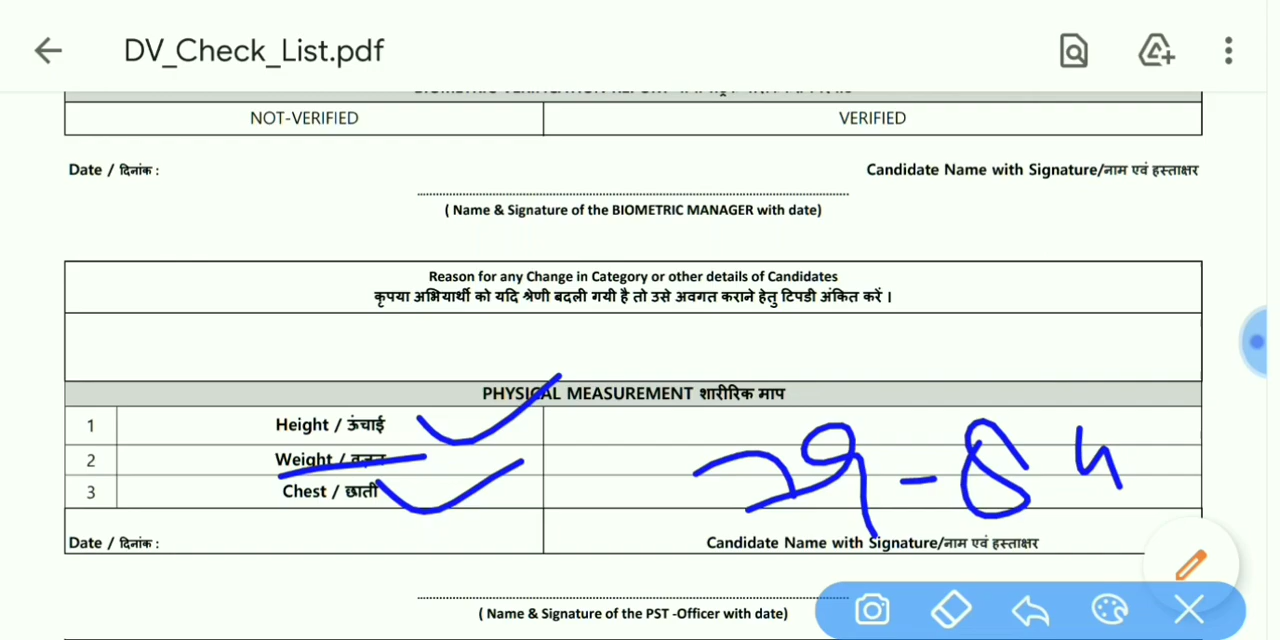 DV_Check_List.pdf
NOT-VERIFIED VERIFIED
Date / दिनांक : Candidate Name with Signature/नाम एवं हस्ताक्षर
( Name & Signature of the BIOMETRIC MANAGER with date)
Reason for any Change in Category or other details of Candidates
कृपया अभियार्थी को यदि श्रेणी बदली गयी है तो उसे अवगत कराने हेतु टिपडी अंकित करें ।
PHYSICAL MEASUREMENT शारीरिक माप
1 Height / ऊंचाई
2 Weight / वज़न
3 Chest / छाती
Date / दिनांक : Candidate Name with Signature/नाम एवं हस्ताक्षर
( Name & Signature of the PST -Officer with date)